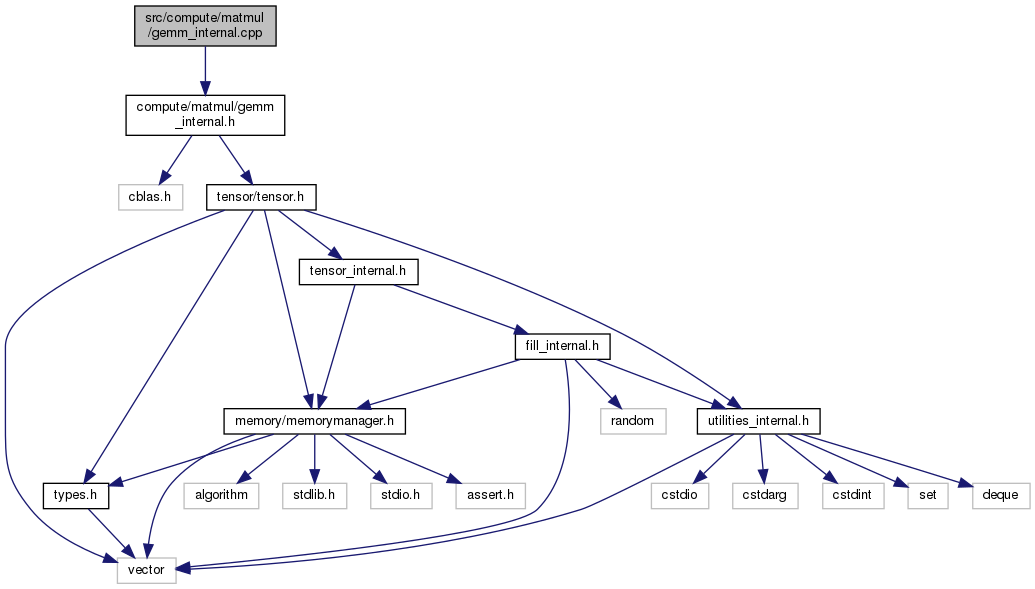 src/compute/matmul
/gemm_internal.cpp
compute/matmul/gemm
_internal.h
cblas.h
tensor/tensor.h
tensor_internal.h
fill_internal.h
memory/memorymanager.h
random
utilities_internal.h
types.h
algorithm
stdlib.h
stdio.h
assert.h
cstdio
cstdarg
cstdint
set
deque
vector